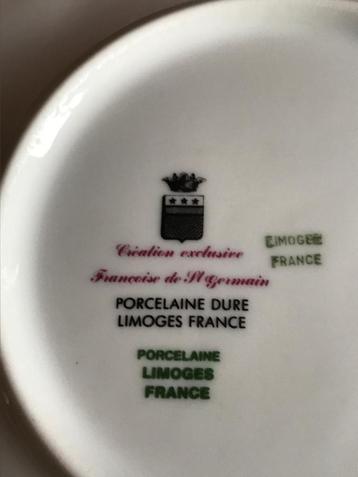 Création exclusive
Françoise de St Germain
PORCELAINE DURE
LIMOGES FRANCE
LIMOGES
FRANCE
PORCELAINE
LIMOGES
FRANCE